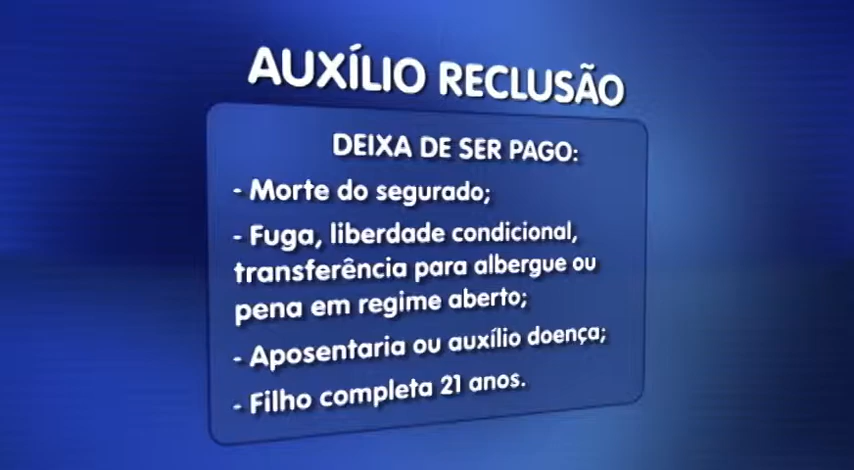 AUXÍLIO RECLUSÃO
DEIXA DE SER PAGO:
- Morte do segurado;
- Fuga, liberdade condicional,
transferência para albergue ou
pena em regime aberto;
- Aposentaria ou auxílio doença;
- Filho completa 21 anos.